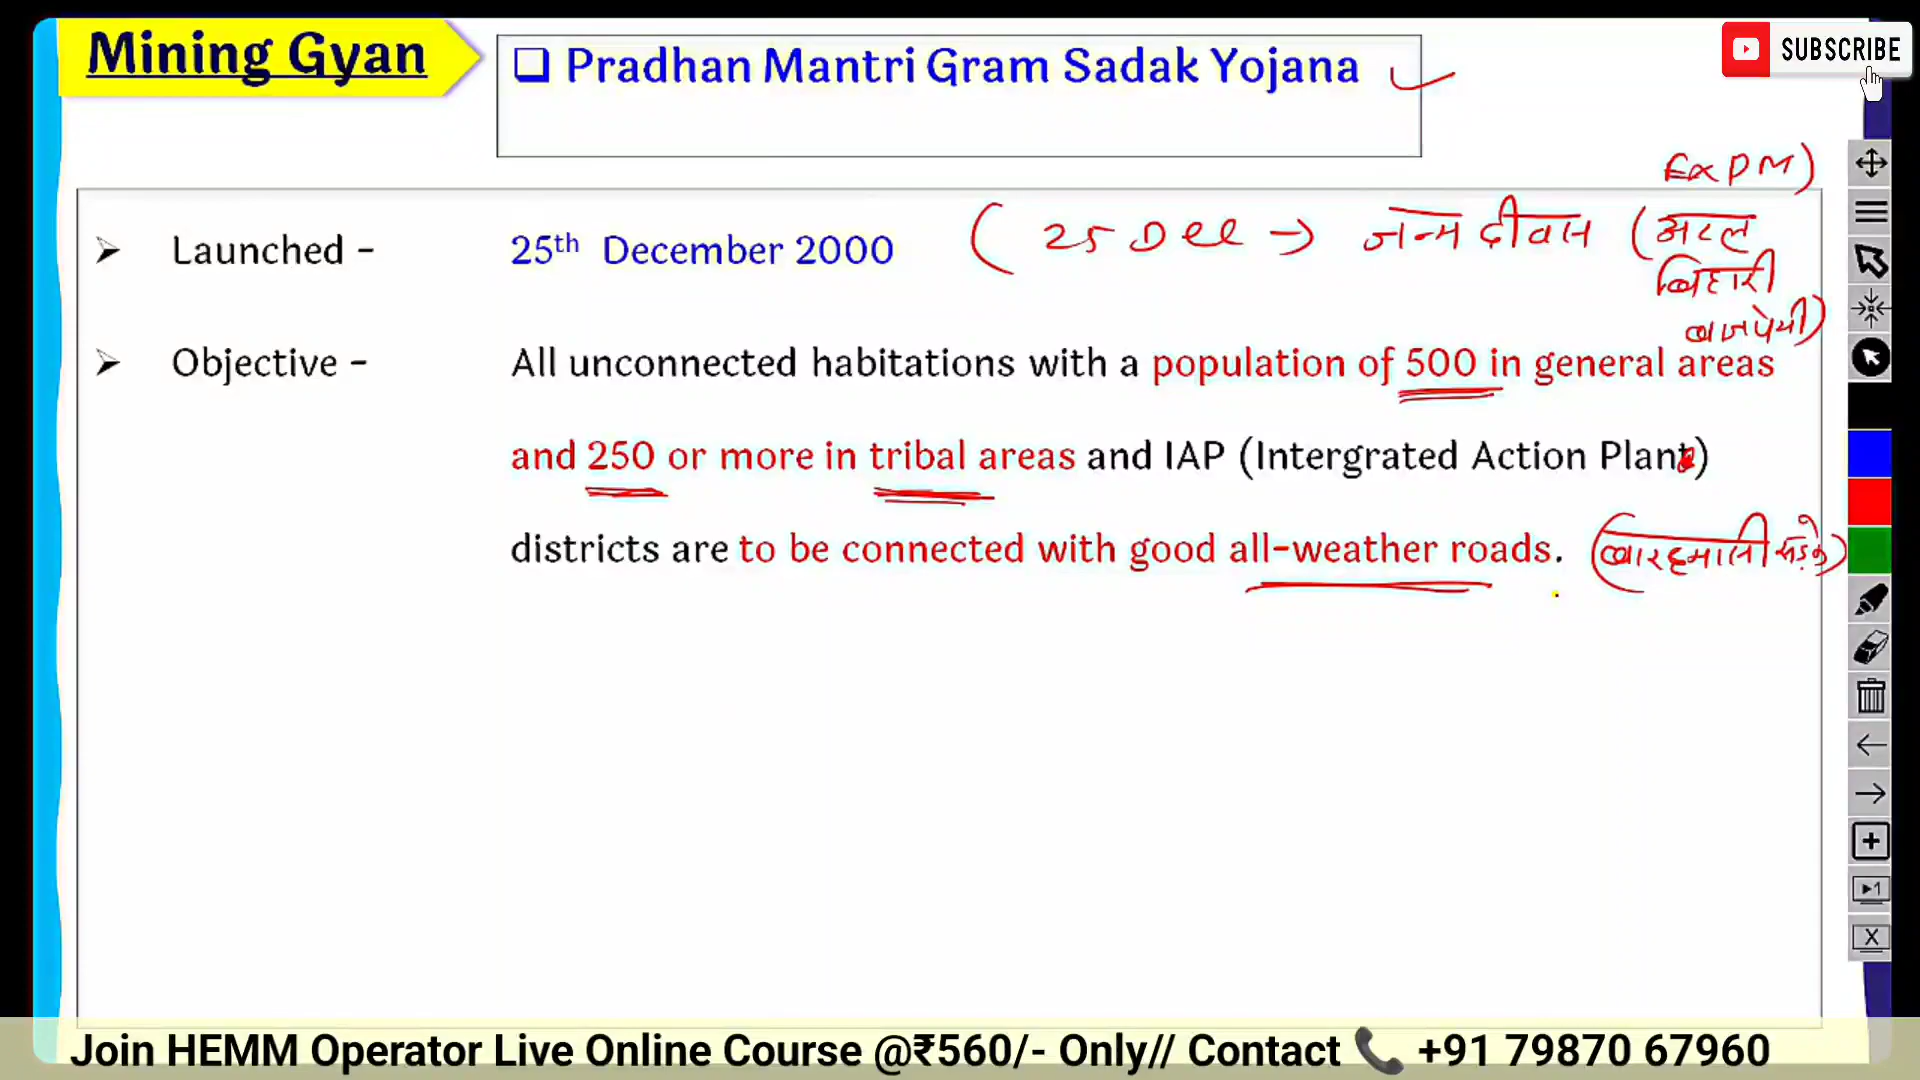 Mining Gyan
❑ Pradhan Mantri Gram Sadak Yojana
SUBSCRIBE
Ex PM)
➢ Launched – 25th December 2000 ( 25 Dec → जन्म दीवस (अटल
बिहारी
वाजपेयी)
➢ Objective – All unconnected habitations with a population of 500 in general areas
and 250 or more in tribal areas and IAP (Intergrated Action Plant)
districts are to be connected with good all-weather roads. (बारहमासी सड़के)
Join HEMM Operator Live Online Course @₹560/- Only// Contact 📞 +91 79870 67960